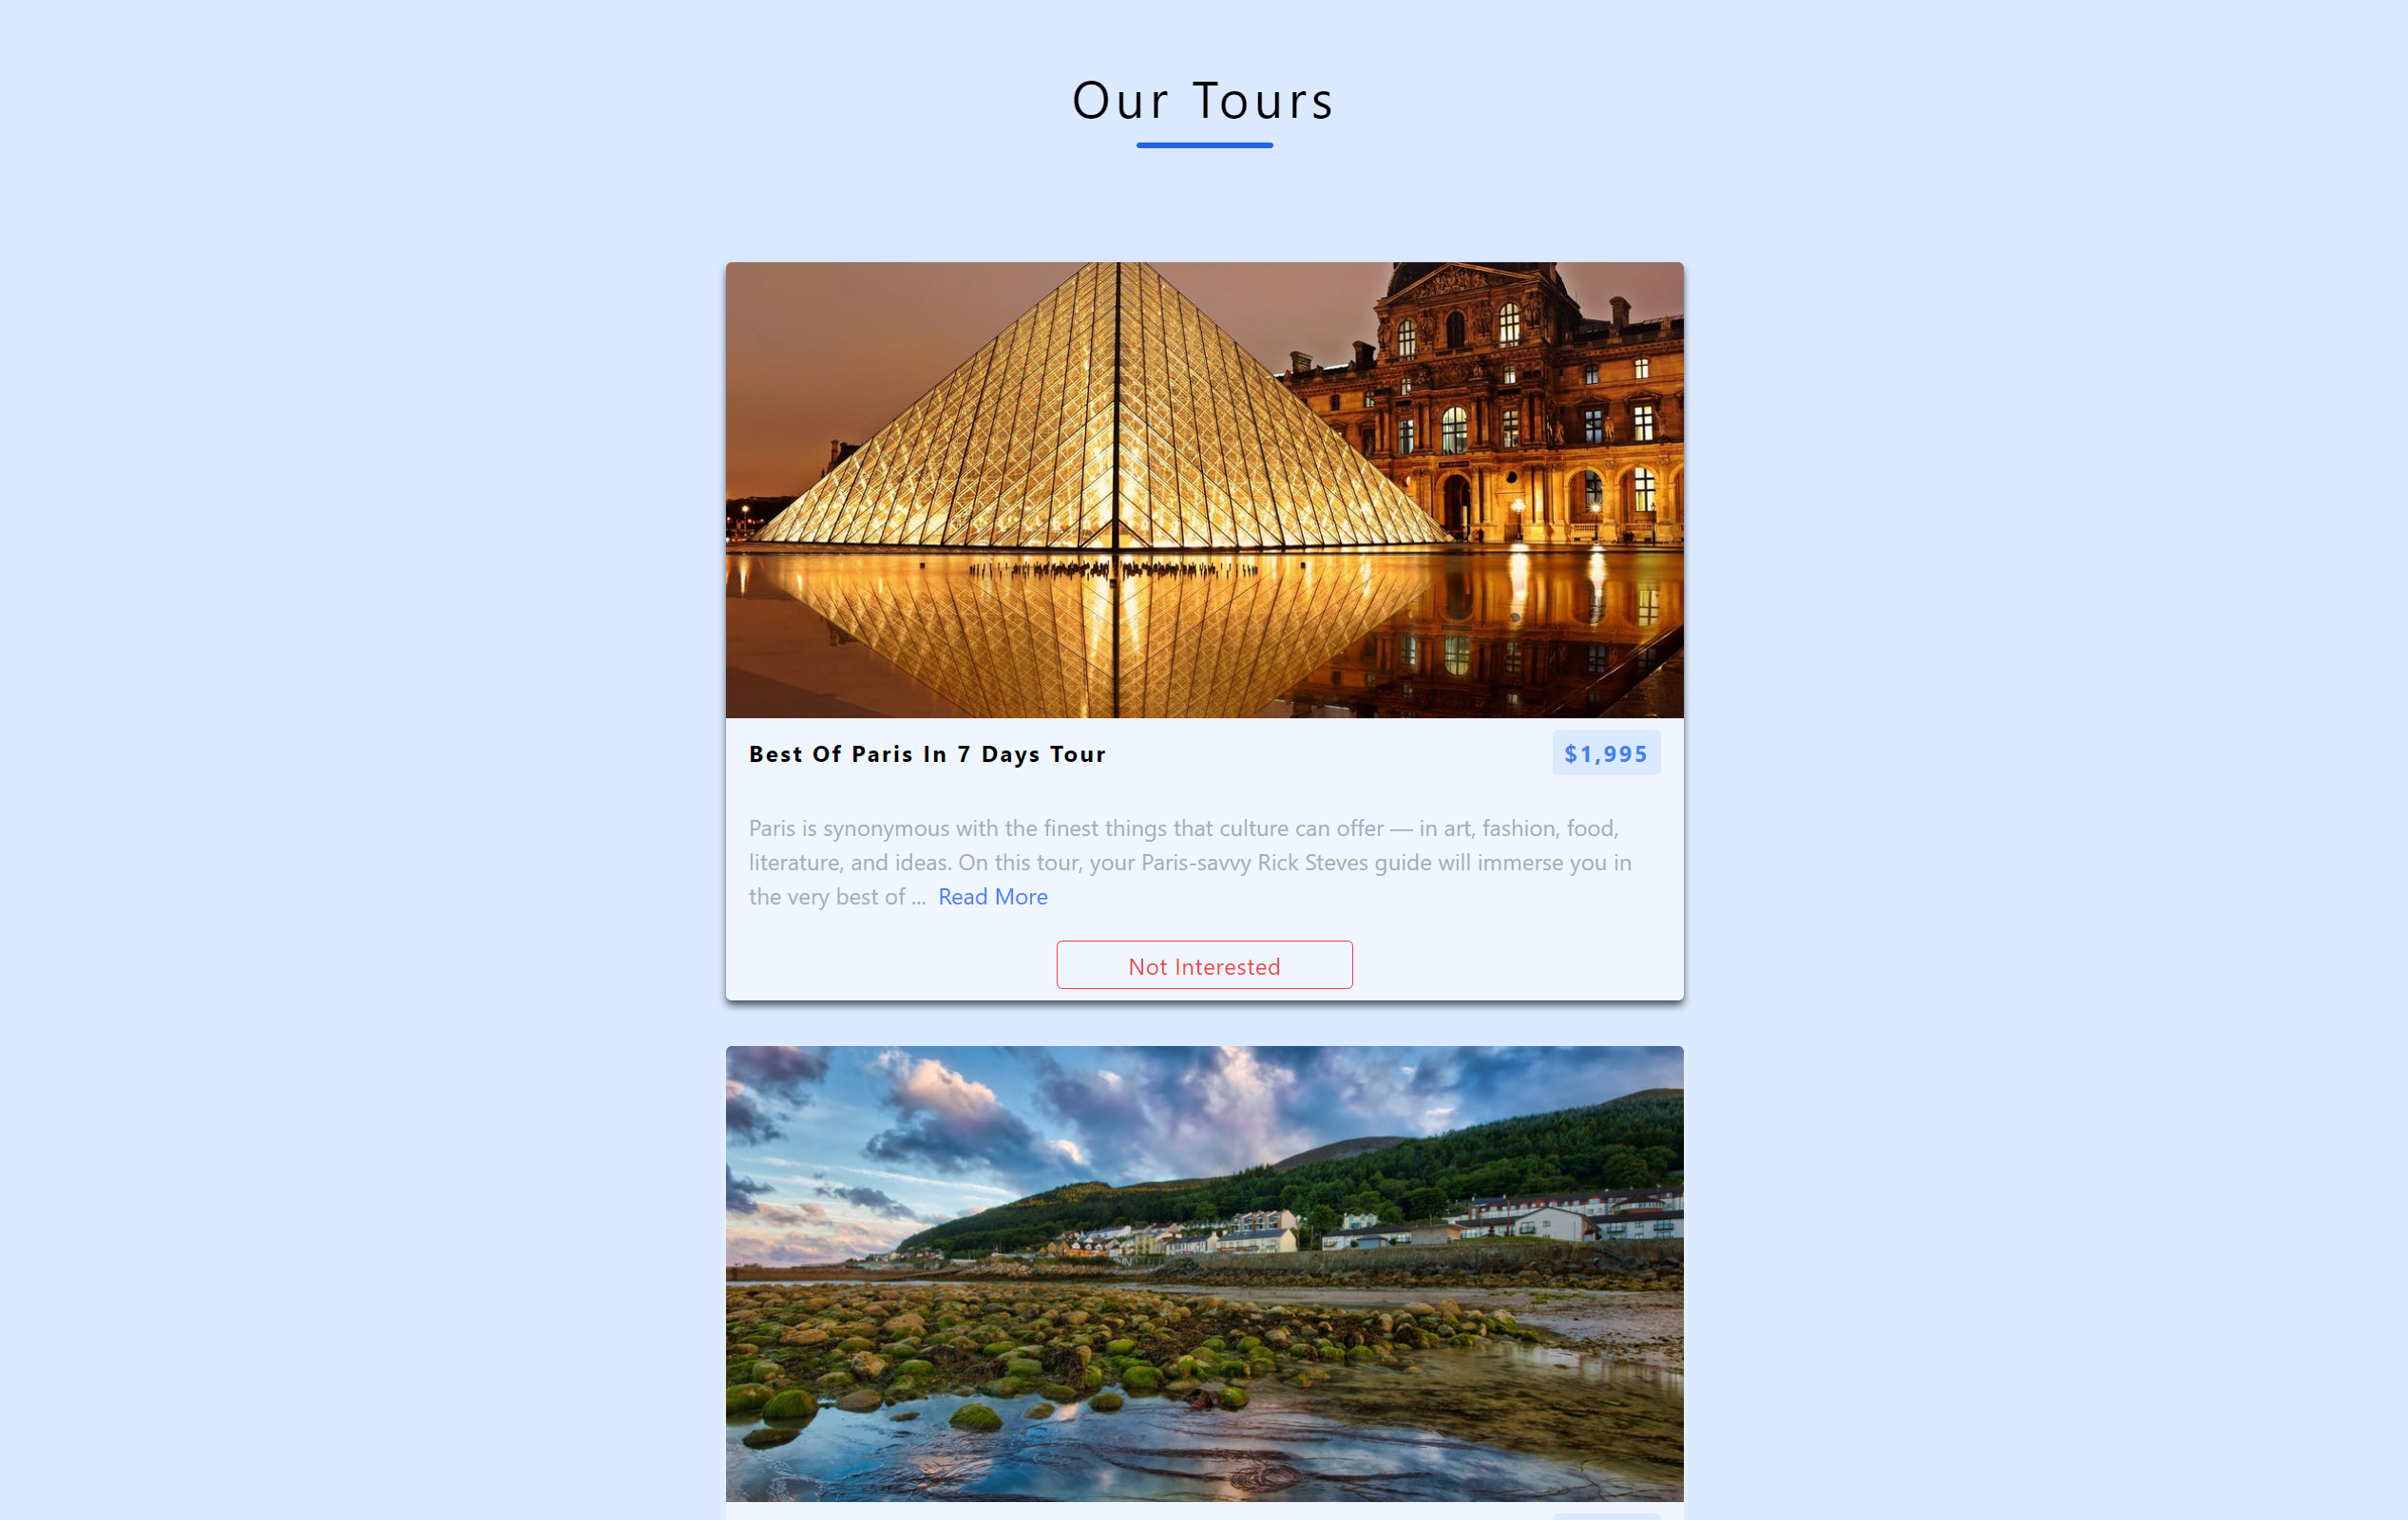 Our Tours
Best Of Paris In 7 Days Tour
$1,995
Paris is synonymous with the finest things that culture can offer — in art, fashion, food,
literature, and ideas. On this tour, your Paris-savvy Rick Steves guide will immerse you in
the very best of ... Read More
Not Interested